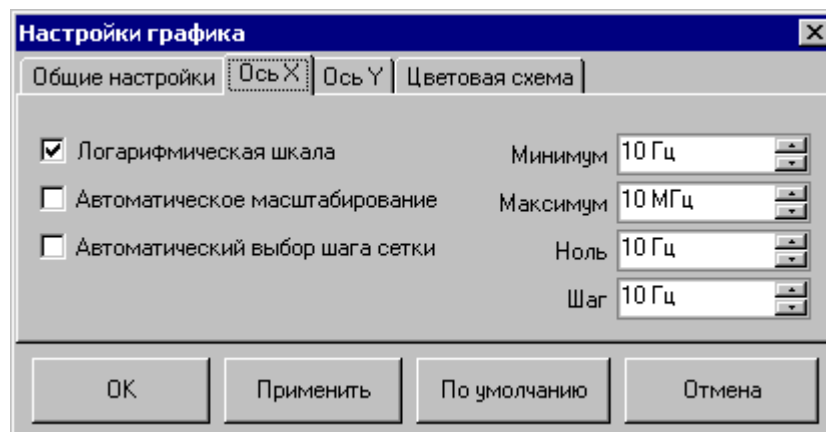 Настройки графика
Общие настройки Ось X Ось Y Цветовая схема
Логарифмическая шкала Минимум 10 Гц
Автоматическое масштабирование Максимум 10 МГц
Автоматический выбор шага сетки Ноль 10 Гц
Шаг 10 Гц
OK Применить По умолчанию Отмена